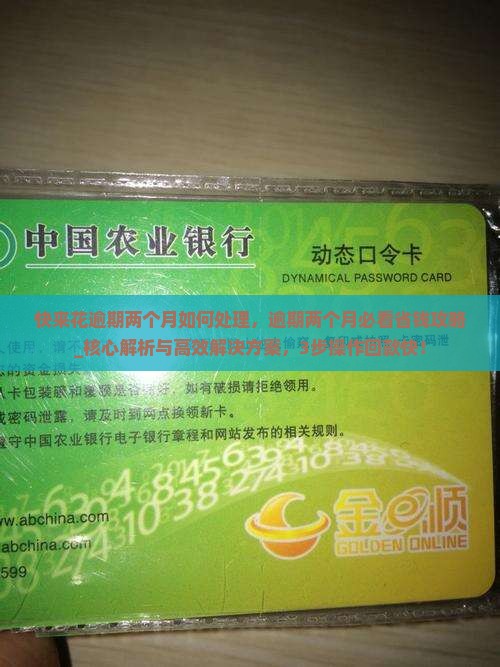 中国农业银行
动态口令卡
DYNAMIC PASSWORD CARD
快来花逾期两个月如何处理，逾期两个月必看省钱攻略
_核心解析与高效解决方案，3步操作回款快！
卡包装膜和覆膜是否完好，如有破损请拒绝领用。
或密码泄露，请及时到网点换领新卡。
遵守中国农业银行电子银行章程和网站发布的相关规则。
www.abchina.com
abchina.com
599
金e顺
GOLDEN ONLINE